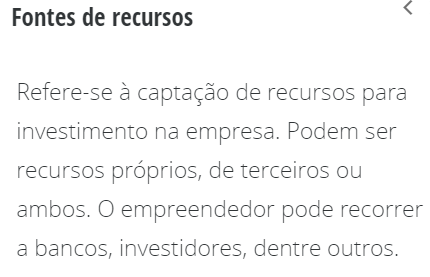 Fontes de recursos
Refere-se à captação de recursos para
investimento na empresa. Podem ser
recursos próprios, de terceiros ou
ambos. O empreendedor pode recorrer
a bancos, investidores, dentre outros.